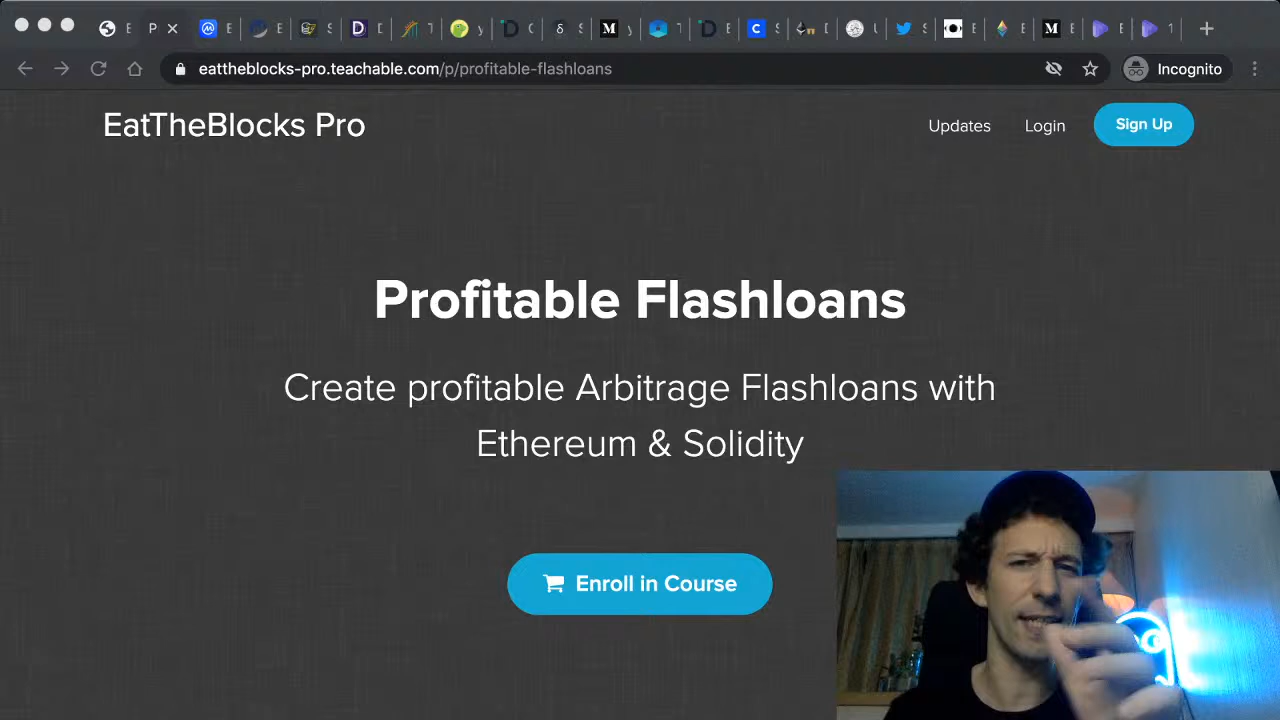 eattheblocks-pro.teachable.com/p/profitable-flashloans
Incognito
EatTheBlocks Pro
Updates
Login
Sign Up
Profitable Flashloans
Create profitable Arbitrage Flashloans with
Ethereum & Solidity
Enroll in Course